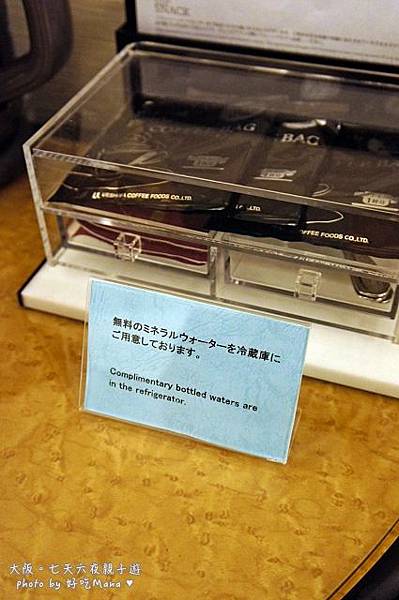 SNACK
COFFEE BAG
BAG
UESHIMA COFFEE FOODS CO.,LTD.
FOODS CO.,LTD.
無料のミネラルウォーターを冷蔵庫に
ご用意しております。
Complimentary bottled waters are
in the refrigerator.
大阪。七天六夜親子遊
photo by 好吃Mana ♥